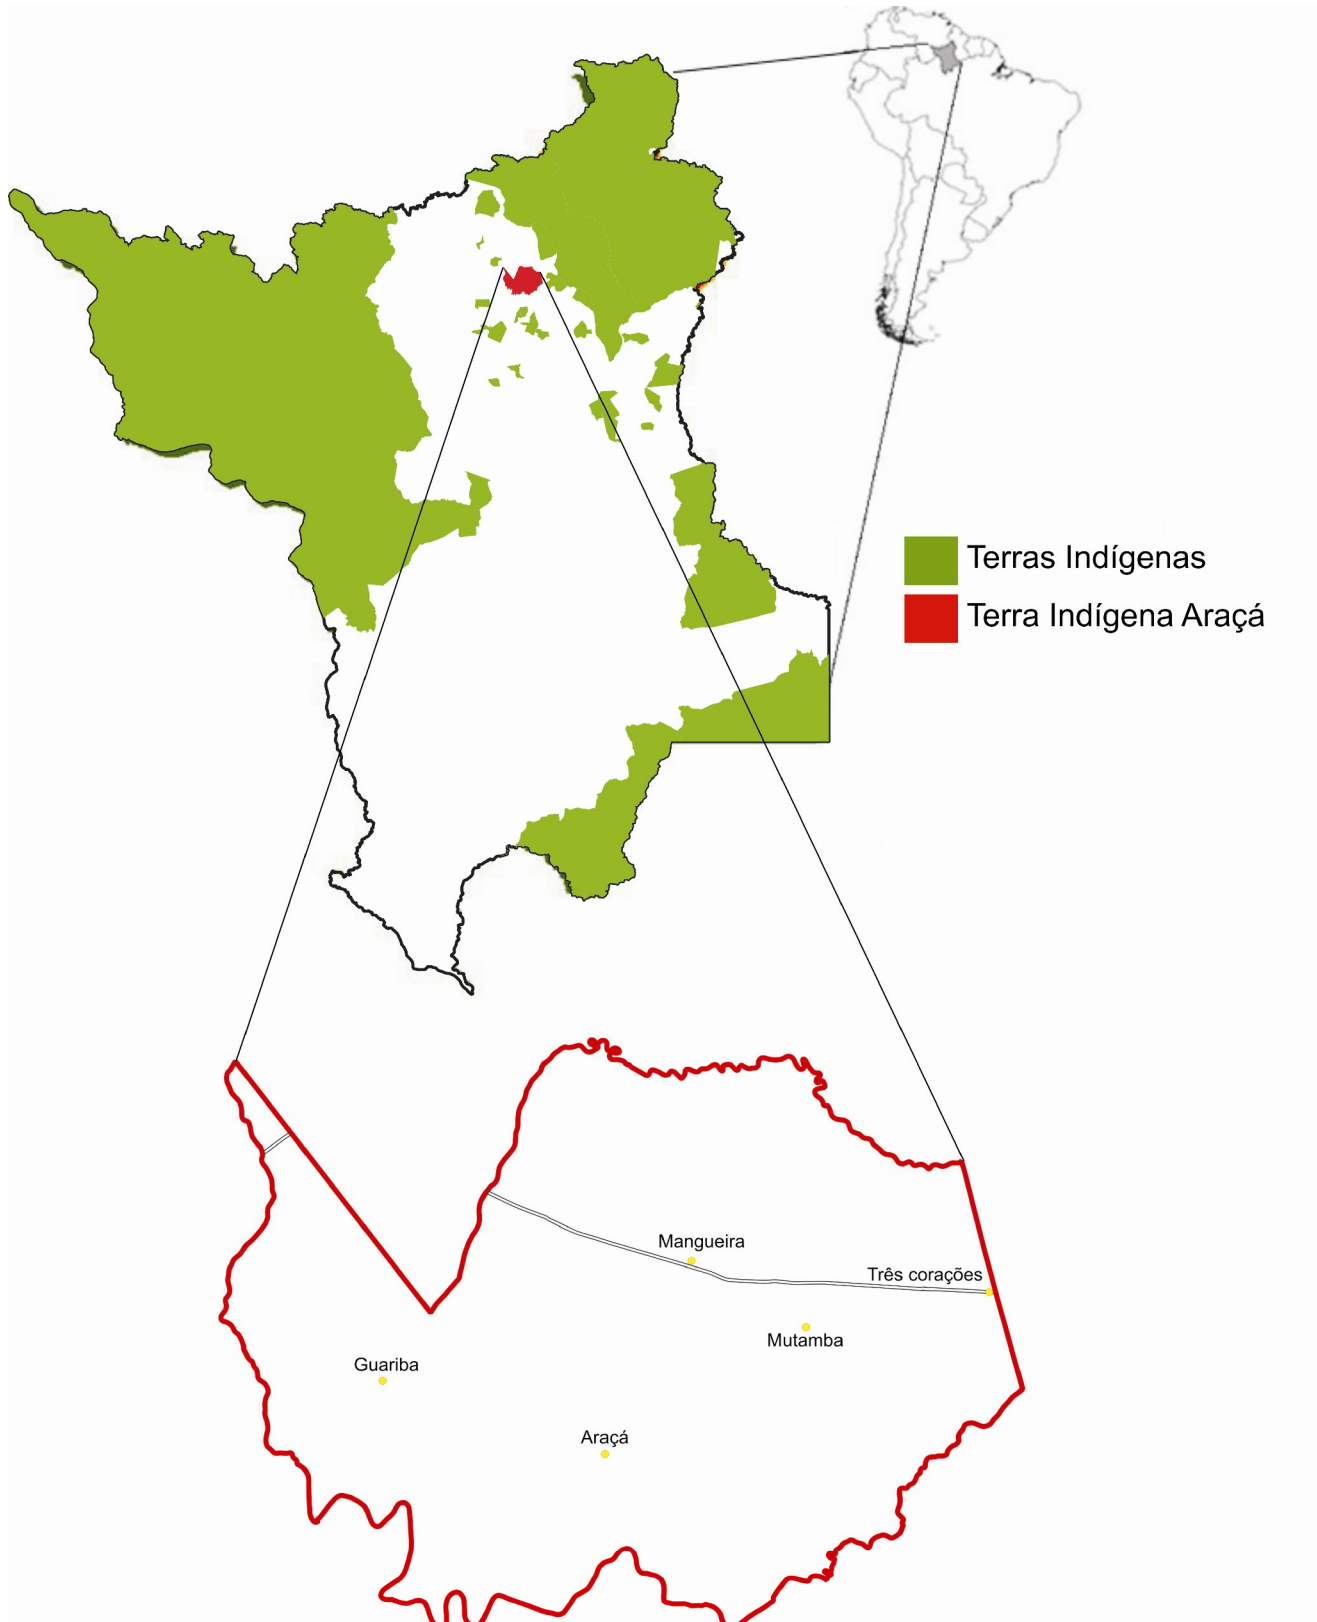 Terras Indígenas
Terra Indígena Araçá
Mangueira
Três corações
Mutamba
Guariba
Araçá